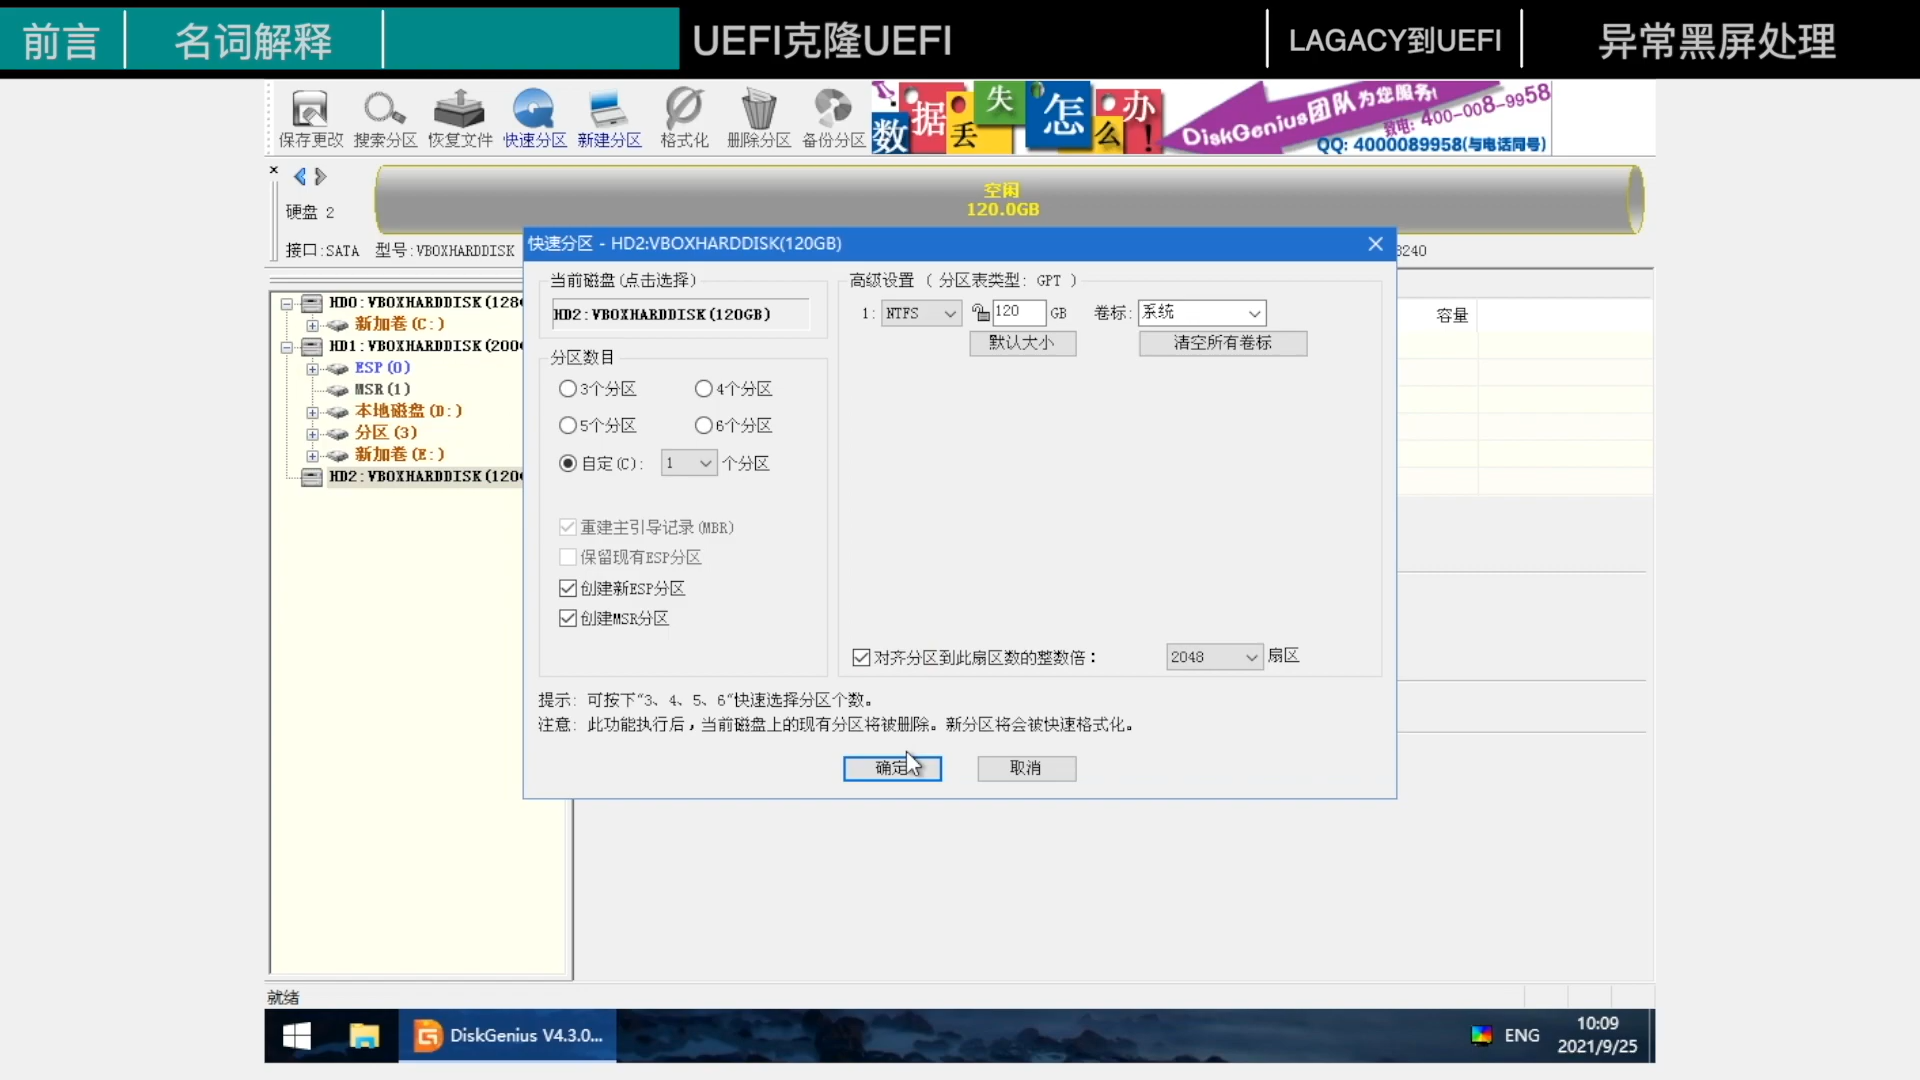 前言
名词解释
UEFI克隆UEFI
LAGACY到UEFI
异常黑屏处理
保存更改
搜索分区
恢复文件
快速分区
新建分区
格式化
删除分区
备份分区
数据丢失怎么办!
DiskGenius团队为您服务!
致电: 400-008-9958
QQ: 4000089958(与电话同号)
硬盘 2
空闲
120.0GB
接口:SATA 型号:VBOXHARDDISK
3240
快速分区 - HD2:VBOXHARDDISK(120GB)
当前磁盘(点击选择)
HD2:VBOXHARDDISK(120GB)
分区数目
3个分区
4个分区
5个分区
6个分区
自定(C): 1 个分区
重建主引导记录(MBR)
保留现有ESP分区
创建新ESP分区
创建MSR分区
高级设置 ( 分区表类型: GPT )
1: NTFS 120 GB 卷标: 系统
默认大小
清空所有卷标
对齐分区到此扇区数的整数倍: 2048 扇区
提示: 可按下“3、4、5、6”快速选择分区个数。
注意: 此功能执行后,当前磁盘上的现有分区将被删除。新分区将会被快速格式化。
确定
取消
HD0:VBOXHARDDISK(128
新加卷(C:)
HD1:VBOXHARDDISK(200
ESP(0)
MSR(1)
本地磁盘(D:)
分区(3)
新加卷(E:)
HD2:VBOXHARDDISK(120
容量
就绪
DiskGenius V4.3.0...
ENG
10:09
2021/9/25